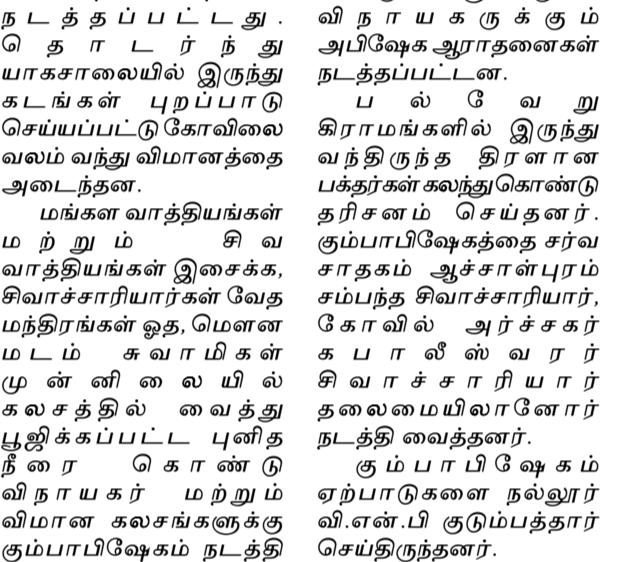 நடத்தப்பட்டது.
தொடர்ந்து
யாகசாலையில் இருந்து
கடங்கள் புறப்பாடு
செய்யப்பட்டு கோவிலை
வலம் வந்து விமானத்தை
அடைந்தன.
மங்கள வாத்தியங்கள்
மற்றும் சிவ
வாத்தியங்கள் இசைக்க,
சிவாச்சாரியார்கள் வேத
மந்திரங்கள் ஓத, மௌன
மடம் சுவாமிகள்
முன்னிலையில்
கலசத்தில் வைத்து
பூஜிக்கப்பட்ட புனித
நீரை கொண்டு
விநாயகர் மற்றும்
விமான கலசங்களுக்கு
கும்பாபிஷேகம் நடத்தி
விநாயகருக்கும்
அபிஷேக ஆராதனைகள்
நடத்தப்பட்டன.
பல்வேறு
கிராமங்களில் இருந்து
வந்திருந்த திரளான
பக்தர்கள் கலந்து கொண்டு
தரிசனம் செய்தனர்.
கும்பாபிஷேகத்தை சர்வ
சாதகம் ஆச்சாள்புரம்
சம்பந்த சிவாச்சாரியார்,
கோவில் அர்ச்சகர்
கபாலீஸ்வரர்
சிவாச்சாரியார்
தலைமையிலானோர்
நடத்தி வைத்தனர்.
கும்பாபிஷேகம்
ஏற்பாடுகளை நல்லூர்
வி.என்.பி குடும்பத்தார்
செய்திருந்தனர்.